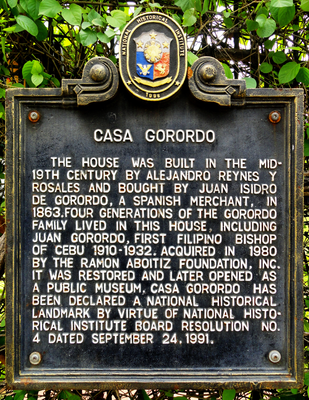 NATIONAL HISTORICAL INSTITUTE
CASA GORORDO
THE HOUSE WAS BUILT IN THE MID-
19TH CENTURY BY ALEJANDRO REYNES Y
ROSALES AND BOUGHT BY JUAN ISIDRO
DE GORORDO, A SPANISH MERCHANT, IN
1863.FOUR GENERATIONS OF THE GORORDO
FAMILY LIVED IN THIS HOUSE, INCLUDING
JUAN GORORDO, FIRST FILIPINO BISHOP
OF CEBU 1910-1932. ACQUIRED IN 1980
BY THE RAMON ABOITIZ FOUNDATION, INC.
IT WAS RESTORED AND LATER OPENED AS
A PUBLIC MUSEUM. CASA GORORDO HAS
BEEN DECLARED A NATIONAL HISTORICAL
LANDMARK BY VIRTUE OF NATIONAL HISTO-
RICAL INSTITUTE BOARD RESOLUTION NO.
4 DATED SEPTEMBER 24,1991.